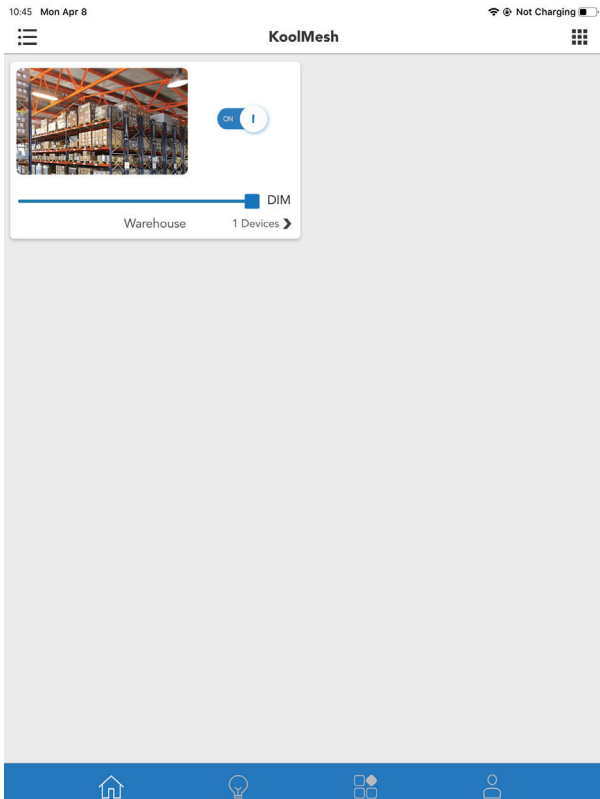 10:45 Mon Apr 8
Not Charging
KoolMesh
ON
DIM
Warehouse
1 Devices